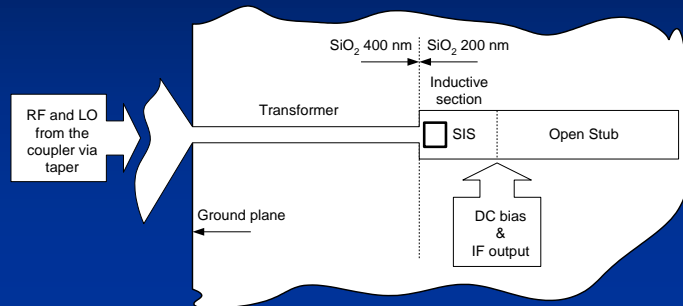 SiO₂ 400 nm
SiO₂ 200 nm
Inductive
section
Transformer
RF and LO
from the
coupler via
taper
SIS
Open Stub
Ground plane
DC bias
&
IF output